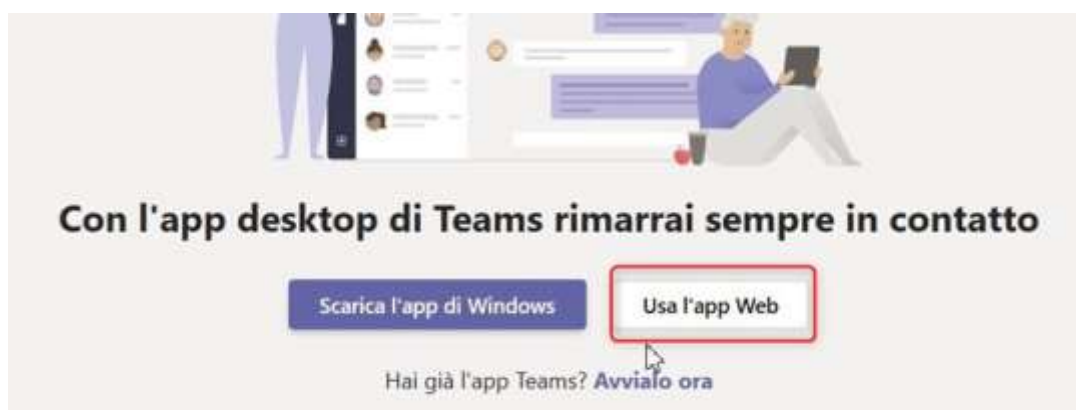 Con l'app desktop di Teams rimarrai sempre in contatto
Scarica l'app di Windows
Usa l'app Web
Hai già l'app Teams? Avvialo ora